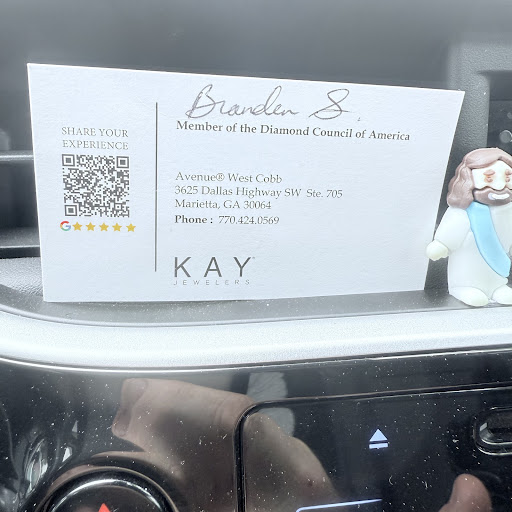 Branden S.
Member of the Diamond Council of America
SHARE YOUR
EXPERIENCE
G
Avenue® West Cobb
3625 Dallas Highway SW Ste. 705
Marietta, GA 30064
Phone : 770.424.0569
KAY
JEWELERS